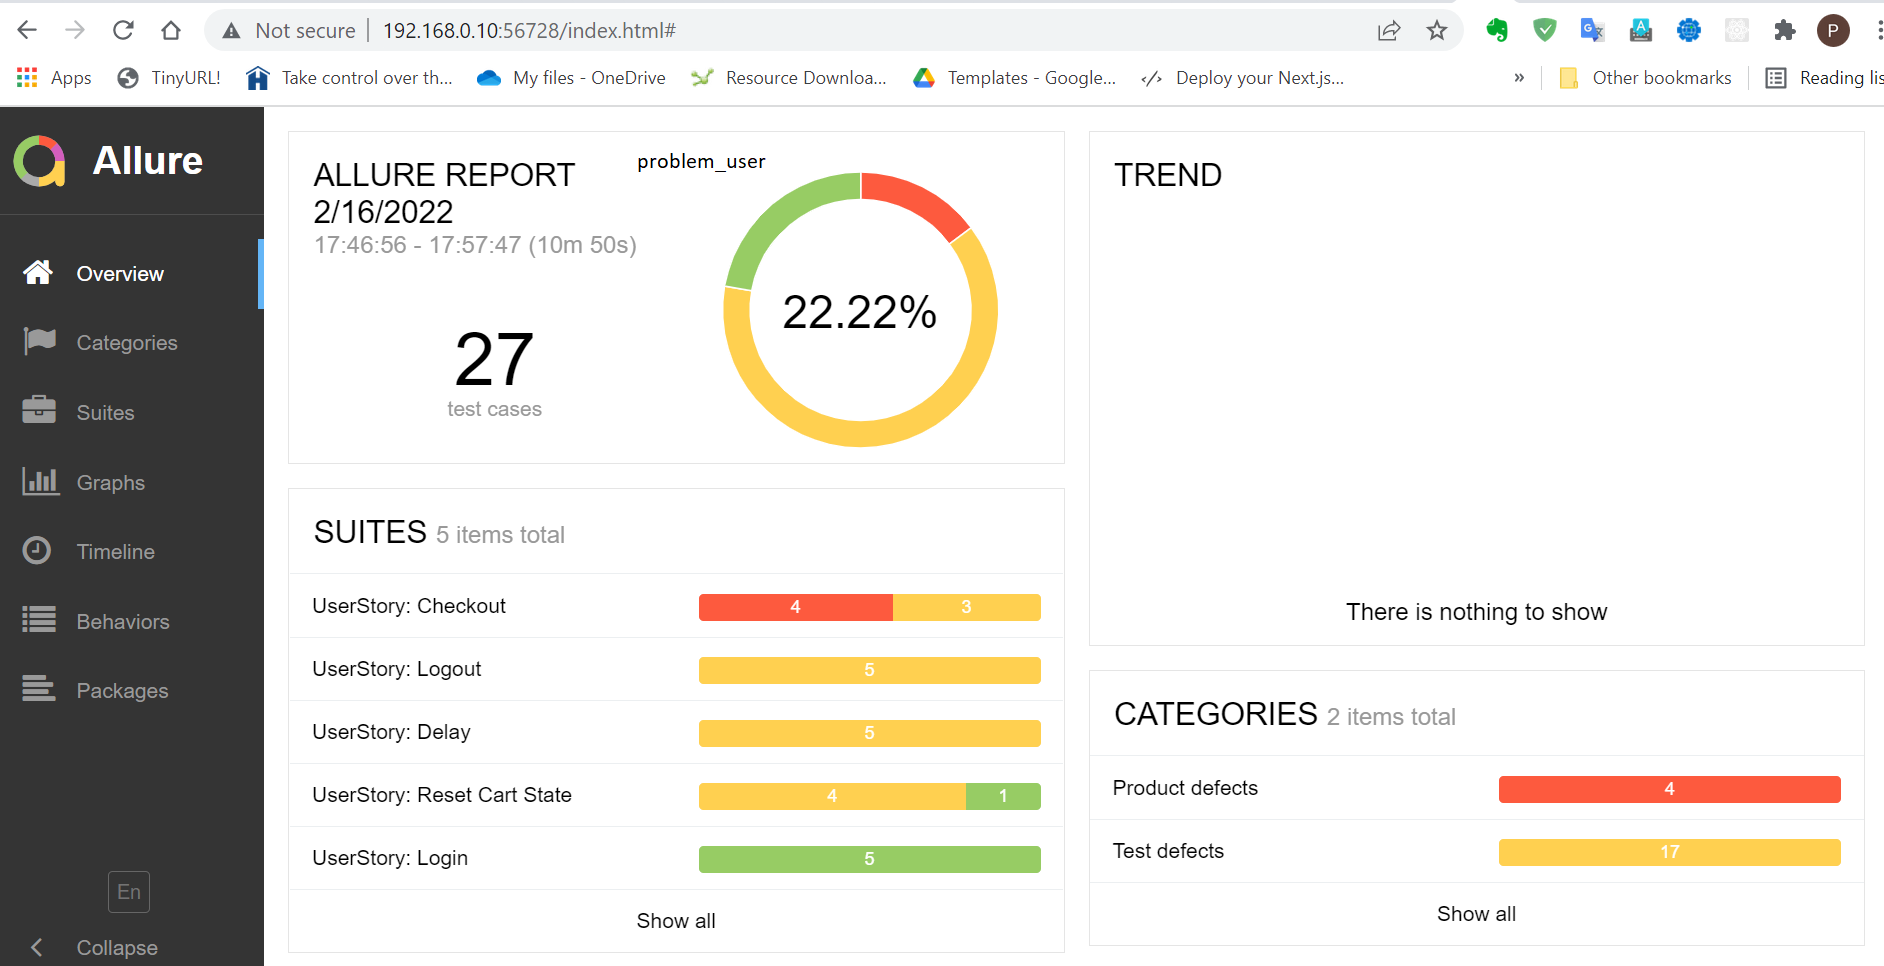 Not secure | 192.168.0.10:56728/index.html#
P
Apps TinyURL! Take control over th... My files - OneDrive Resource Downloa... Templates - Google... Deploy your Next.js... » Other bookmarks Reading lis
Allure
Overview
Categories
Suites
Graphs
Timeline
Behaviors
Packages
En
Collapse
ALLURE REPORT
2/16/2022
17:46:56 - 17:57:47 (10m 50s)
problem_user
27
test cases
22.22%
SUITES 5 items total
UserStory: Checkout 4 3
UserStory: Logout 5
UserStory: Delay 5
UserStory: Reset Cart State 4 1
UserStory: Login 5
Show all
TREND
There is nothing to show
CATEGORIES 2 items total
Product defects 4
Test defects 17
Show all